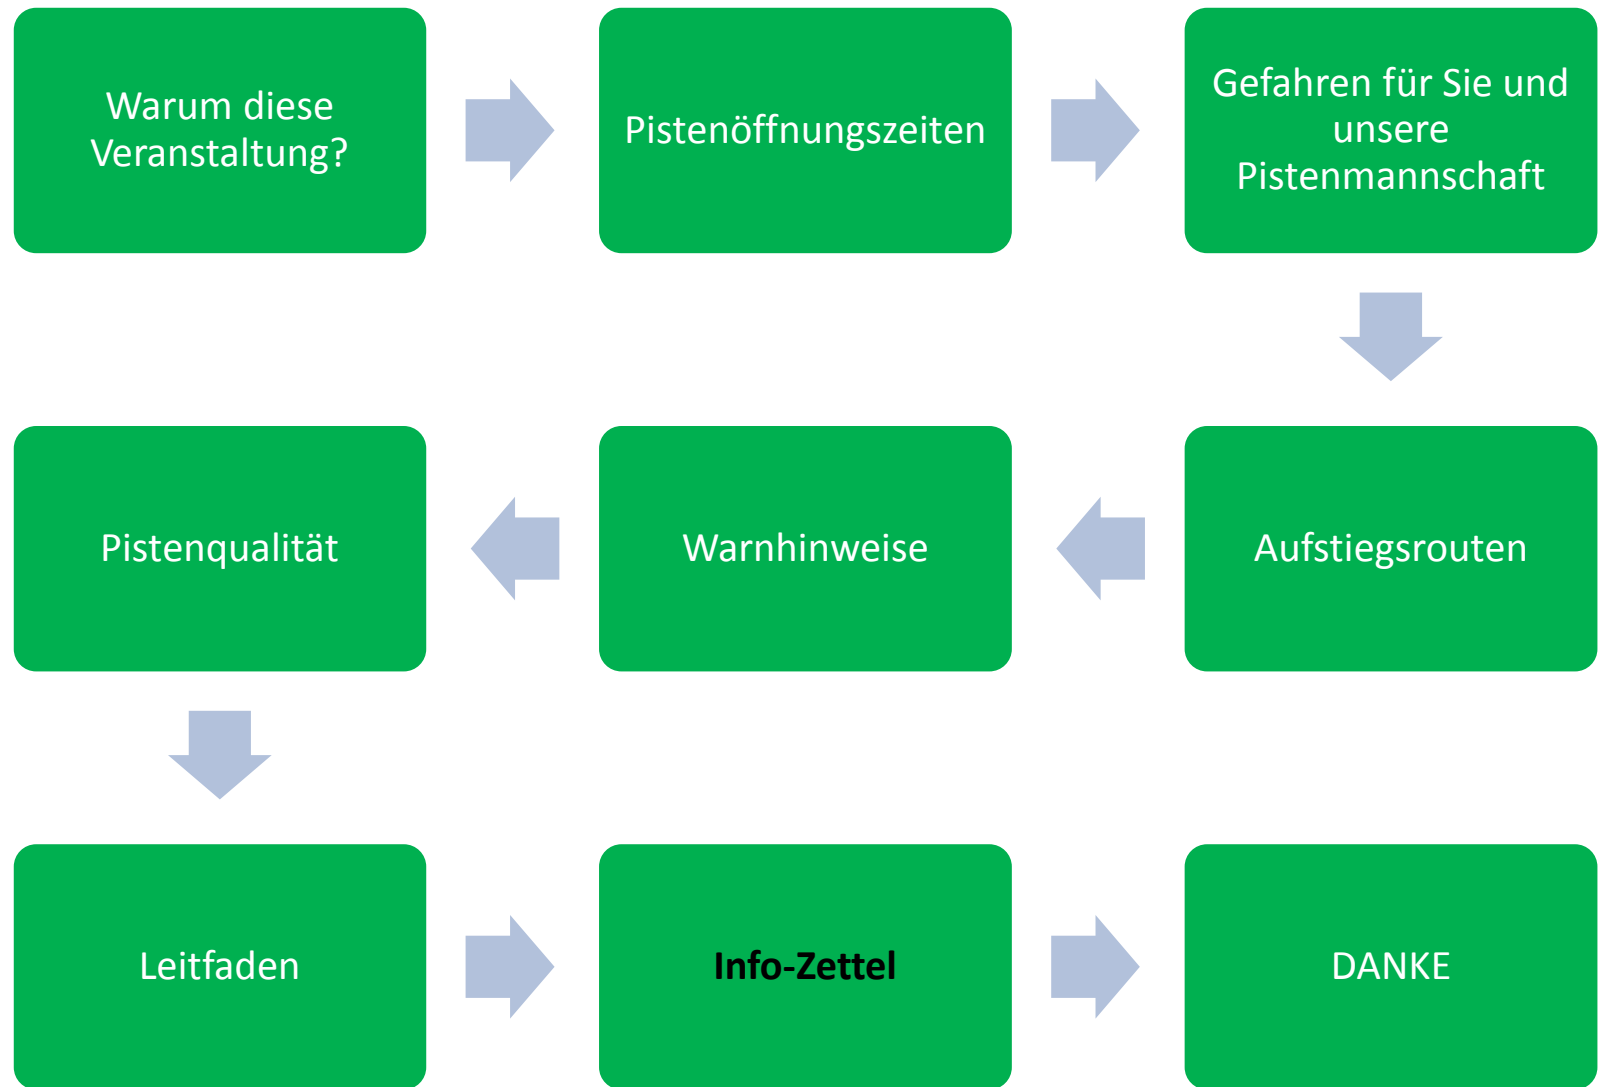 Warum diese
Veranstaltung?
Pistenöffnungszeiten
Gefahren für Sie und
unsere
Pistenmannschaft
Aufstiegsrouten
Warnhinweise
Pistenqualität
Leitfaden
Info-Zettel
DANKE